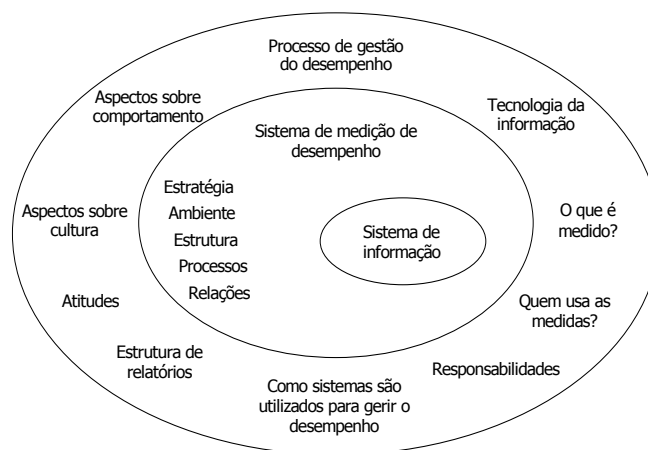 Processo de gestão
do desempenho
Aspectos sobre
comportamento
Tecnologia da
informação
Sistema de medição de
desempenho
Estratégia
Ambiente
Estrutura
Processos
Relações
Sistema de
informação
Aspectos sobre
cultura
O que é
medido?
Atitudes
Quem usa as
medidas?
Estrutura de
relatórios
Responsabilidades
Como sistemas são
utilizados para gerir o
desempenho